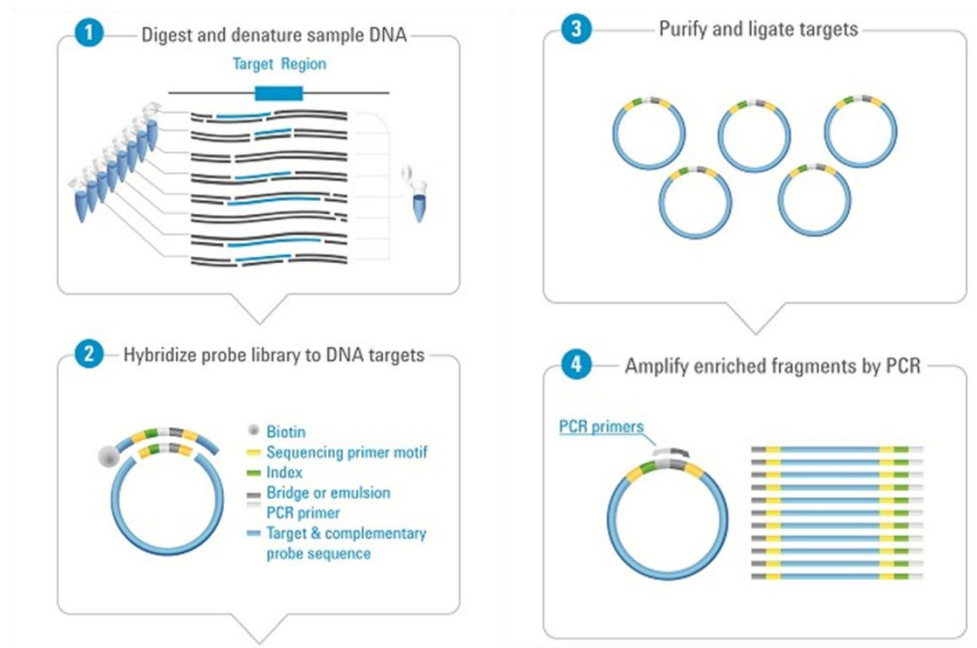 1 Digest and denature sample DNA
Target Region
2 Hybridize probe library to DNA targets
Biotin
Sequencing primer motif
Index
Bridge or emulsion
PCR primer
Target & complementary
probe sequence
3 Purify and ligate targets
4 Amplify enriched fragments by PCR
PCR primers